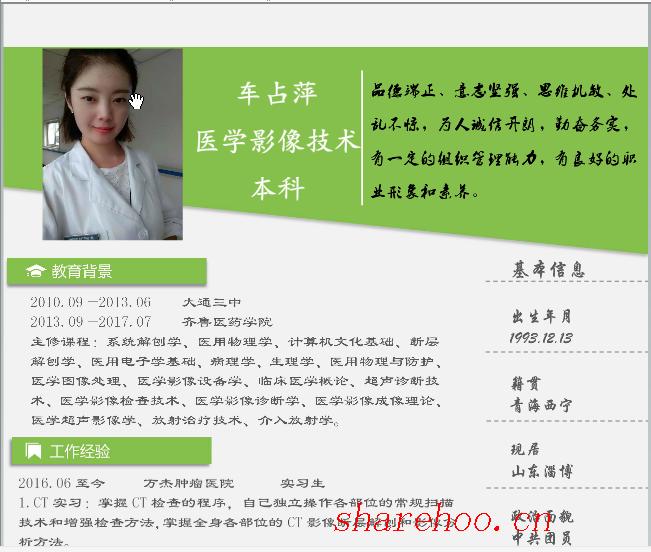 车占萍
医学影像技术
本科
品德端正、意志坚强、思维机敏、处
乱不惊，为人诚信开朗，勤奋务实，
有一定的组织管理能力，有良好的职
业形象和素养。
教育背景
2010.09—2013.06 大通三中
2013.09—2017.07 齐鲁医药学院
主修课程：系统解剖学、医用物理学、计算机文化基础、断层
解剖学、医用电子学基础、病理学、生理学、医用物理与防护、
医学图像处理、医学影像设备学、临床医学概论、超声诊断技
术、医学影像检查技术、医学影像诊断学、医学影像成像理论、
医学超声影像学、放射治疗技术、介入放射学。
工作经验
2016.06 至今 万杰肿瘤医院 实习生
1.CT 实习：掌握 CT 检查的程序，自己独立操作各部位的常规扫描
技术和增强检查方法,掌握全身各部位的 CT 影像断层解剖和影像分
析方法。
基本信息
出生年月
1993.12.13
籍贯
青海西宁
现居
山东淄博
政治面貌
中共团员
sharehoo.cn